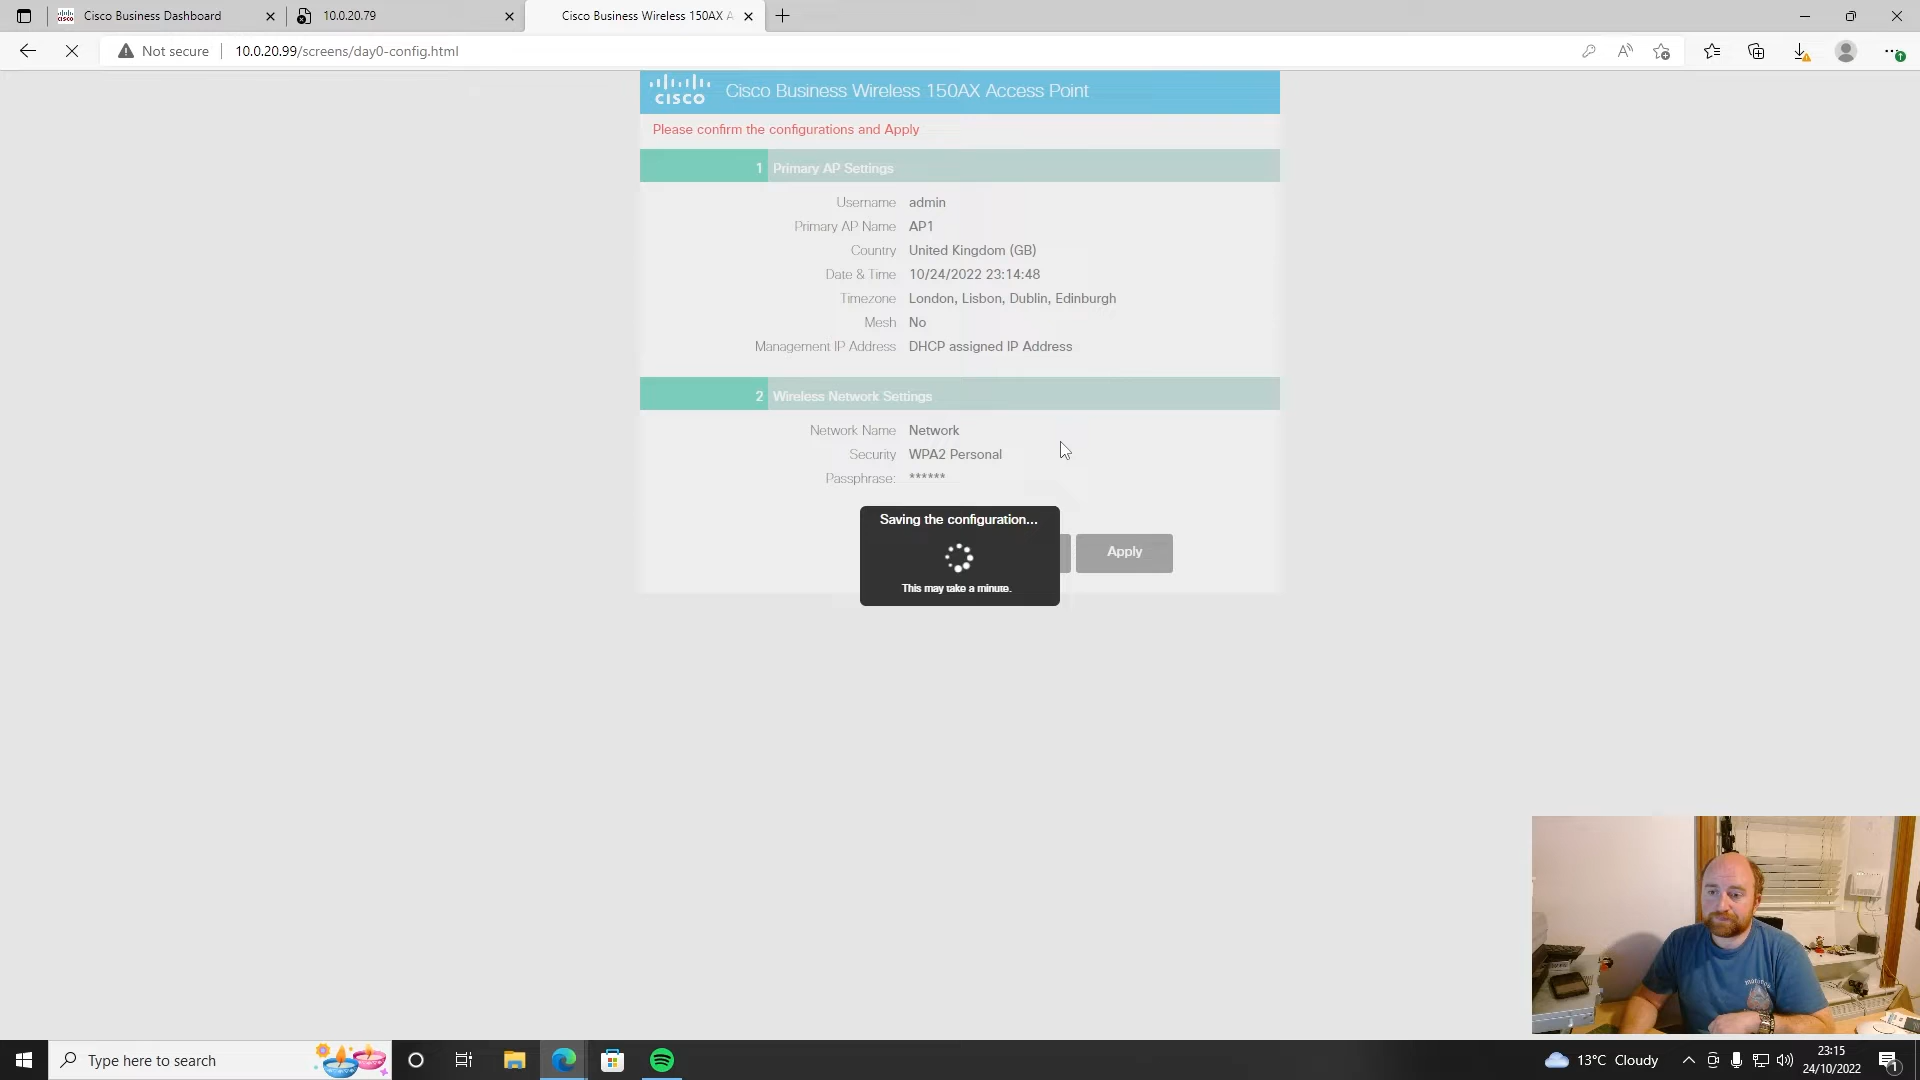 Cisco Business Dashboard
10.0.20.79
Cisco Business Wireless 150AX A
Not secure
10.0.20.99/screens/day0-config.html
CISCO
Cisco Business Wireless 150AX Access Point
Please confirm the configurations and Apply
1 Primary AP Settings
Username admin
Primary AP Name AP1
Country United Kingdom (GB)
Date & Time 10/24/2022 23:14:48
Timezone London, Lisbon, Dublin, Edinburgh
Mesh No
Management IP Address DHCP assigned IP Address
2 Wireless Network Settings
Network Name Network
Security WPA2 Personal
Passphrase: ******
Saving the configuration...
This may take a minute.
Apply
Type here to search
13°C Cloudy
23:15
24/10/2022
1